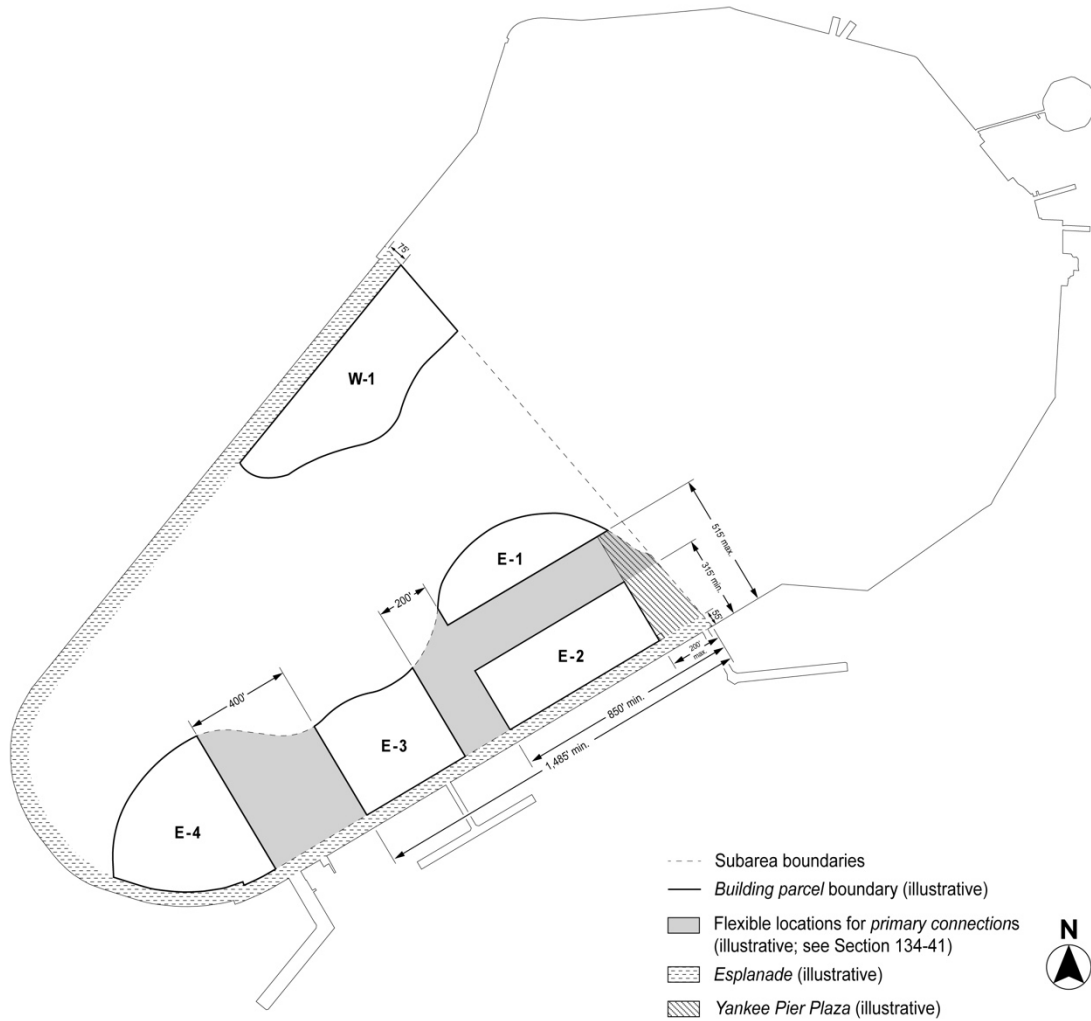 75'
W-1
515' max.
E-1
315' min.
200'
55'
E-2
200'
max.
400'
850' min.
E-3
1,485' min.
E-4
Subarea boundaries
Building parcel boundary (illustrative)
Flexible locations for primary connections
(illustrative; see Section 134-41)
N
Esplanade (illustrative)
Yankee Pier Plaza (illustrative)